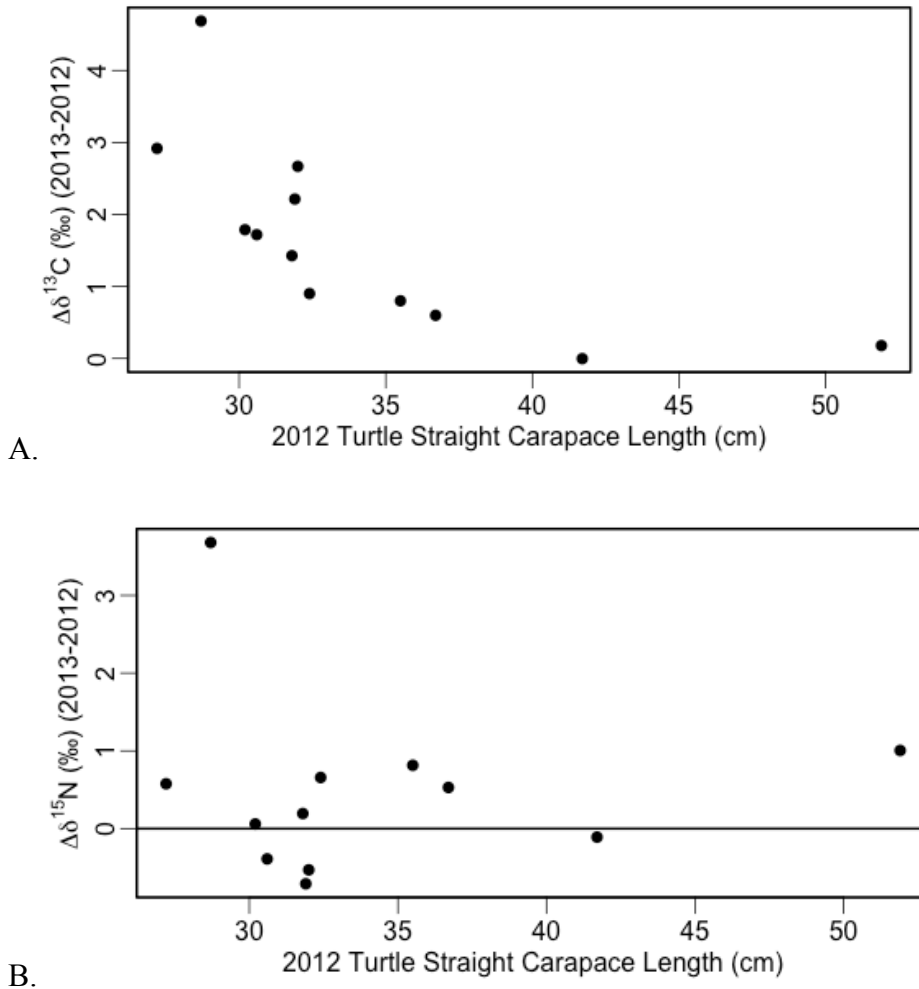 Δδ¹³C (‰) (2013-2012)
4
3
2
1
0
30 35 40 45 50
2012 Turtle Straight Carapace Length (cm)
A.
Δδ¹⁵N (‰) (2013-2012)
3
2
1
0
30 35 40 45 50
2012 Turtle Straight Carapace Length (cm)
B.